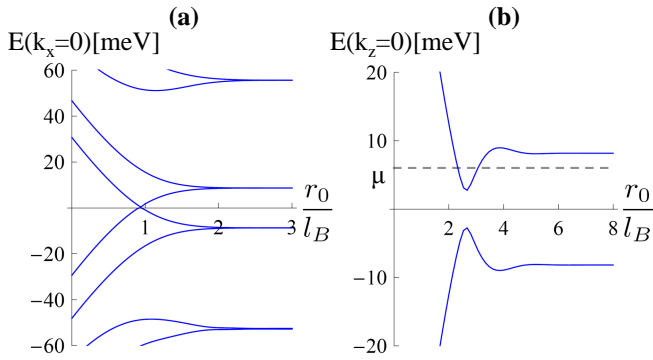 (a)
E(k_x=0)[meV]
60
40
20
−20
−40
−60
1
2
3
r_0
l_B
(b)
E(k_z=0)[meV]
20
10
μ
−10
−20
2
4
6
8
r_0
l_B